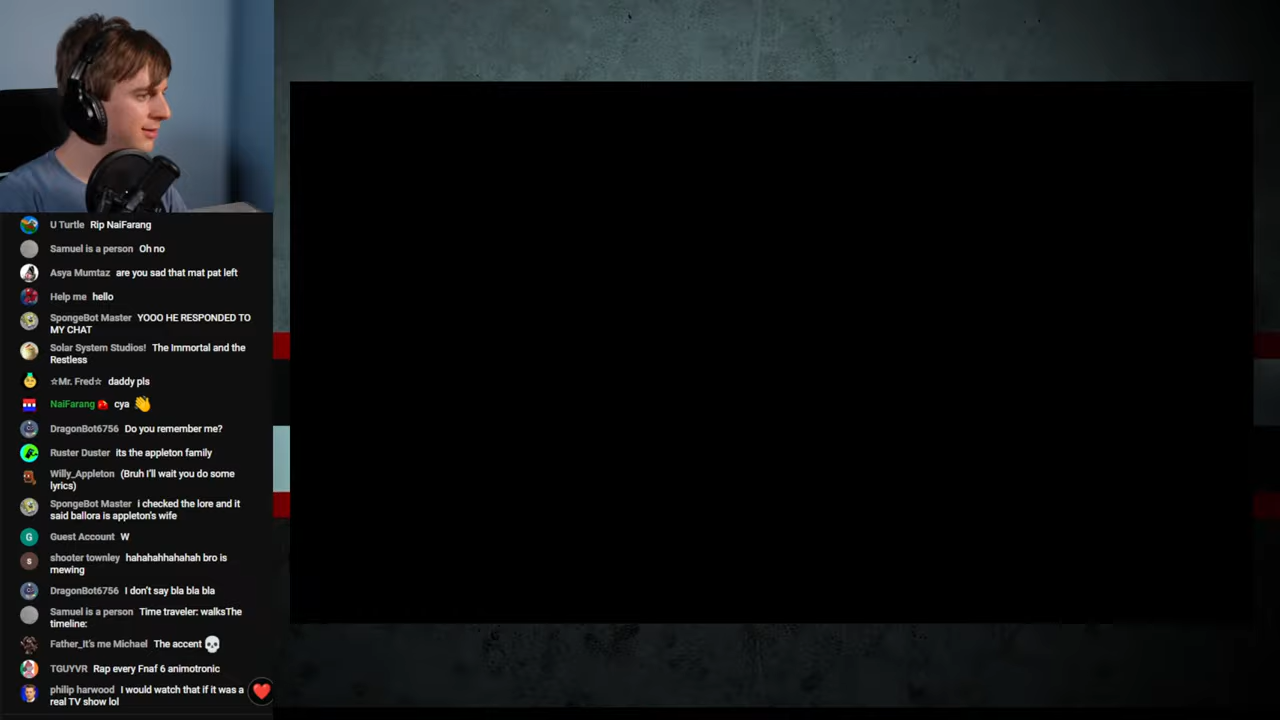 U Turtle Rip NaiFarang
Samuel is a person Oh no
Asya Mumtaz are you sad that mat pat left
Help me hello
SpongeBot Master YOOO HE RESPONDED TO
MY CHAT
Solar System Studios! The Immortal and the
Restless
☆Mr. Fred☆ daddy pls
NaiFarang cya 👋
DragonBot6756 Do you remember me?
Ruster Duster its the appleton family
Willy_Appleton (Bruh I'll wait you do some
lyrics)
SpongeBot Master i checked the lore and it
said ballora is appleton's wife
G Guest Account W
s shooter townley hahahahhahahah bro is
mewing
DragonBot6756 I don't say bla bla bla
Samuel is a person Time traveler: walksThe
timeline:
Father_It's me Michael The accent 💀
TGUYVR Rap every Fnaf 6 animotronic
philip harwood I would watch that if it was a
real TV show lol